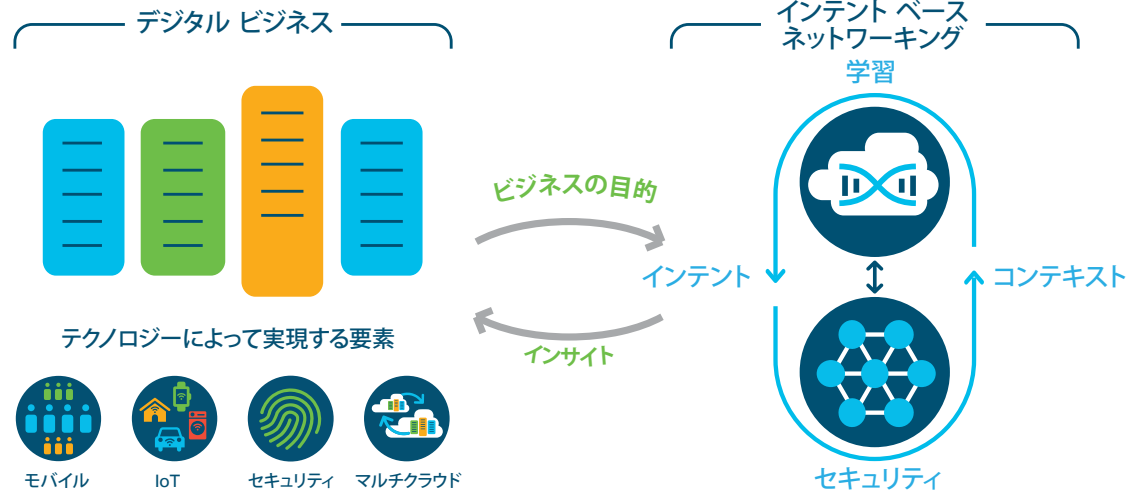 デジタル ビジネス
テクノロジーによって実現する要素
モバイル
IoT
セキュリティ
マルチクラウド
ビジネスの目的
インサイト
インテント ベース
ネットワーキング
学習
インテント
コンテキスト
セキュリティ